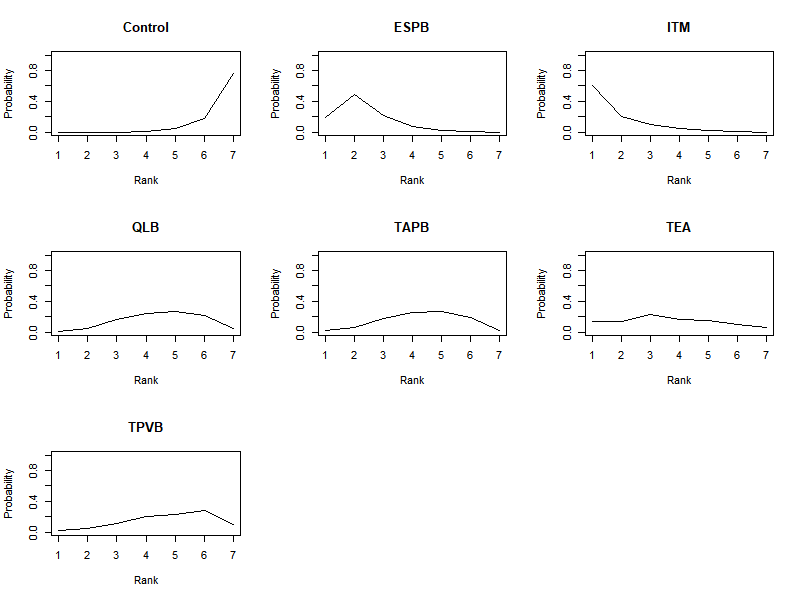 Control ESPB ITM
Probability Probability Probability
0.8 0.8 0.8
0.4 0.4 0.4
0.0 0.0 0.0
1 2 3 4 5 6 7 1 2 3 4 5 6 7 1 2 3 4 5 6 7
Rank Rank Rank
QLB TAPB TEA
Probability Probability Probability
0.8 0.8 0.8
0.4 0.4 0.4
0.0 0.0 0.0
1 2 3 4 5 6 7 1 2 3 4 5 6 7 1 2 3 4 5 6 7
Rank Rank Rank
TPVB
Probability
0.8
0.4
0.0
1 2 3 4 5 6 7
Rank